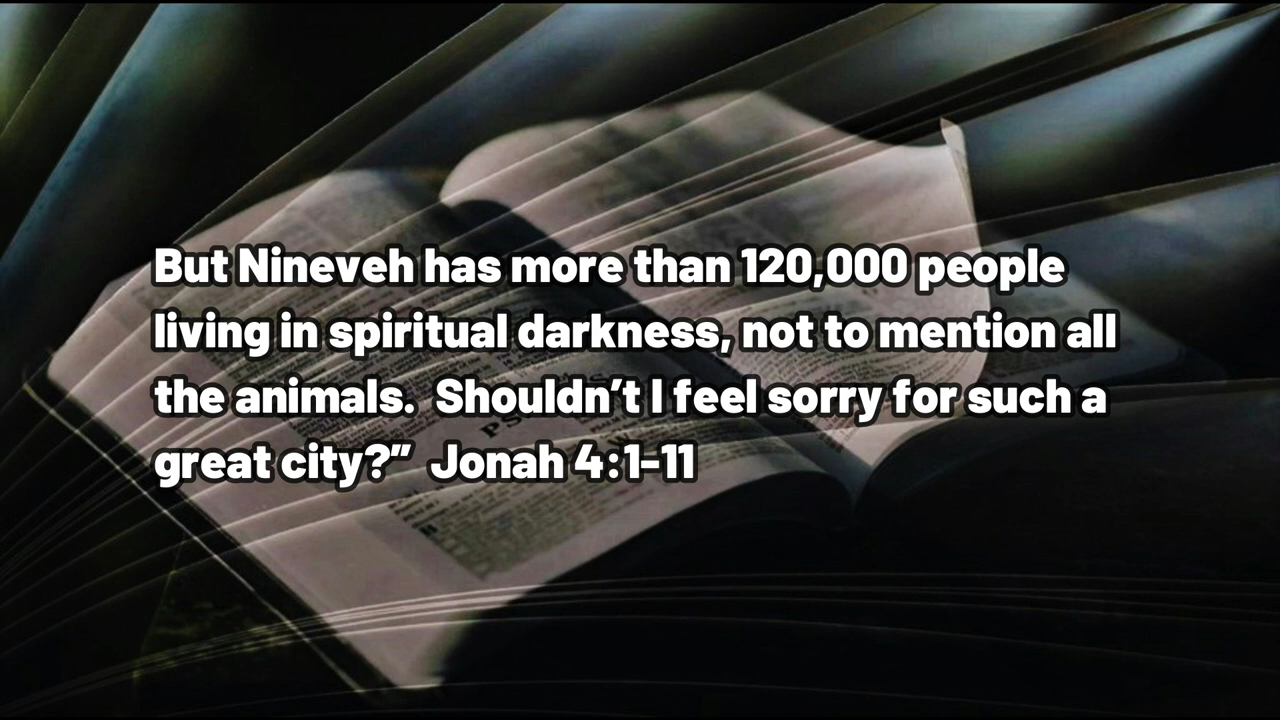 But Nineveh has more than 120,000 people
living in spiritual darkness, not to mention all
the animals.  Shouldn’t I feel sorry for such a
great city?”  Jonah 4:1-11